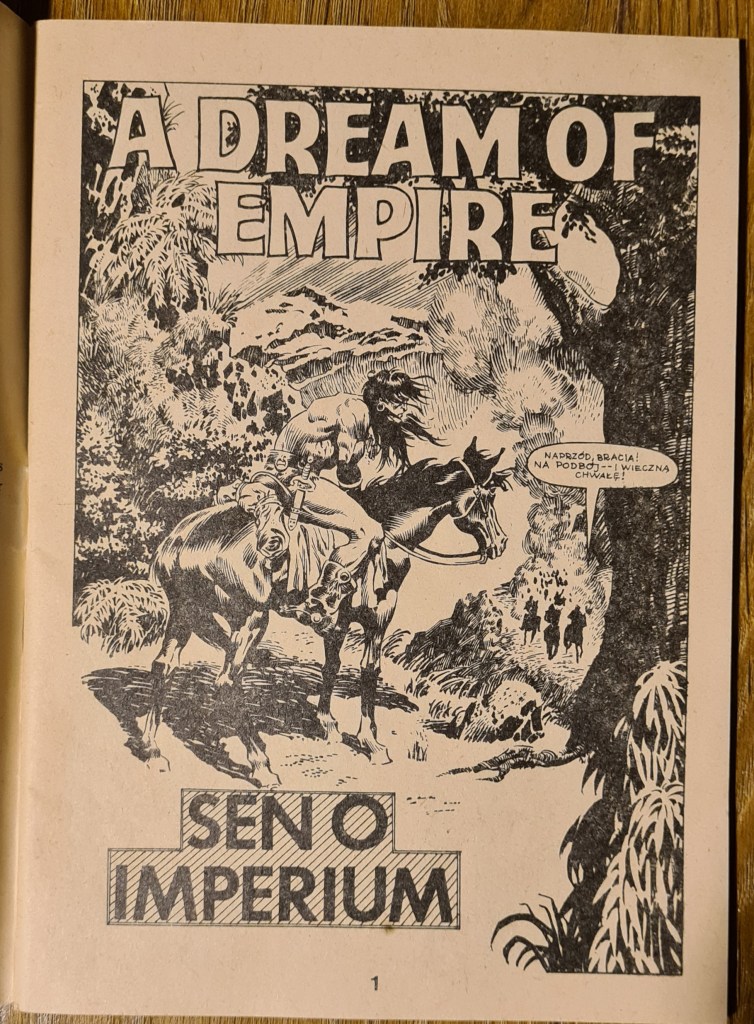 A DREAM OF
EMPIRE
NAPRZÓD, BRACIA!
NA PODBÓJ -- I WIECZNĄ
CHWAŁĘ!
SEN O
IMPERIUM
1